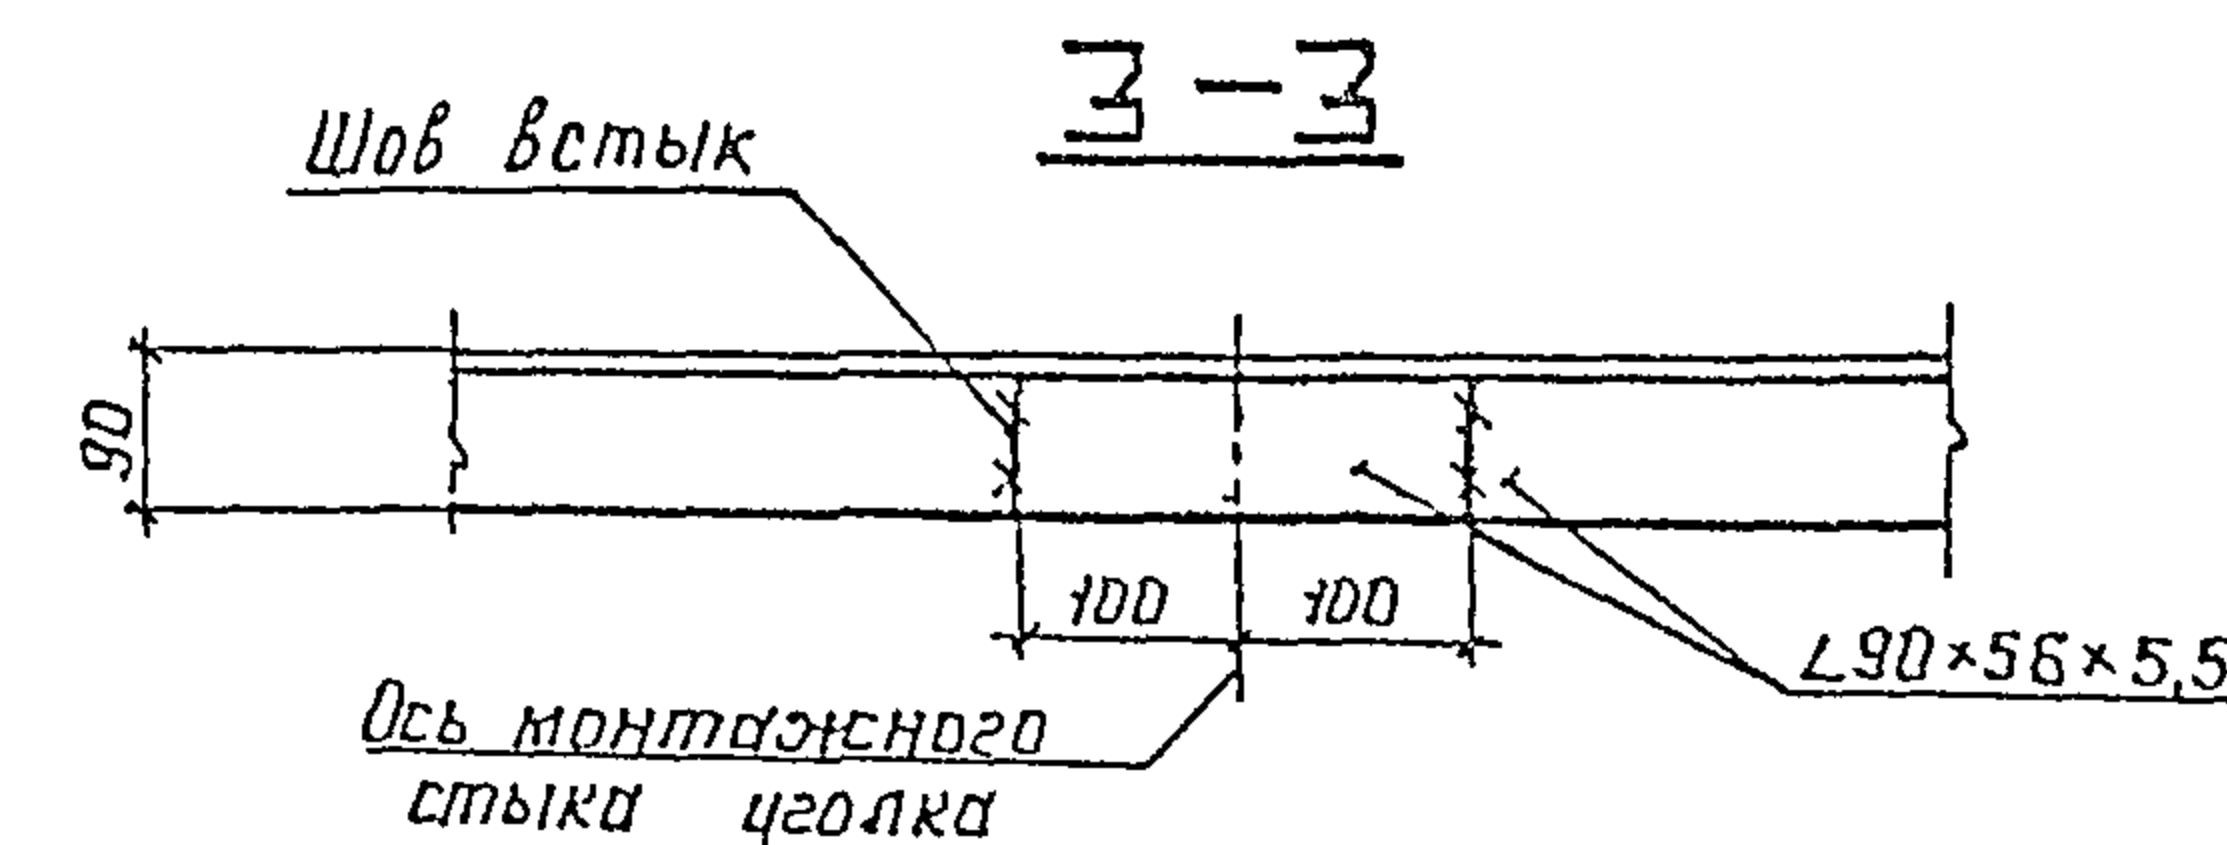 3-3
Шов встык
90
100
100
∠90×56×5,5
Ось монтажного
стыка уголка